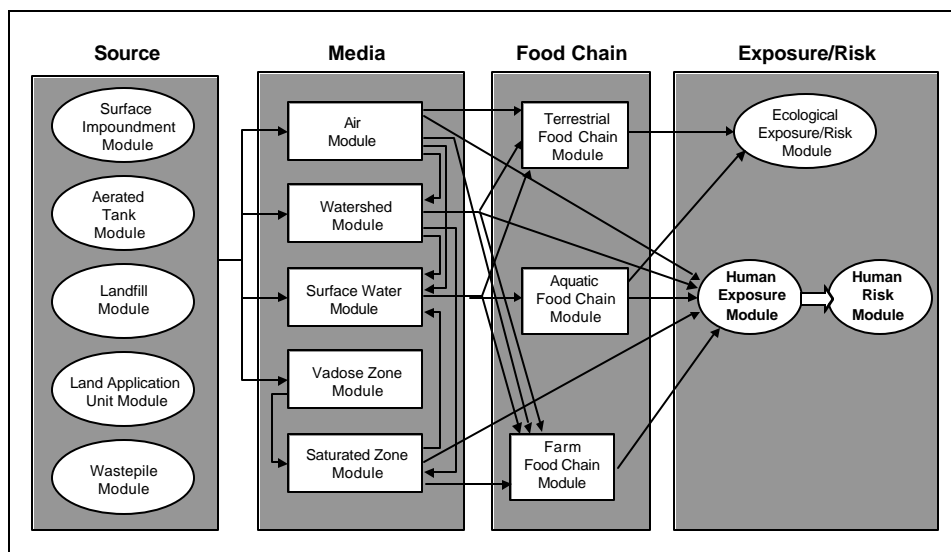 Source
Media
Food Chain
Exposure/Risk
Surface
Impoundment
Module
Aerated
Tank
Module
Landfill
Module
Land Application
Unit Module
Wastepile
Module
Air
Module
Watershed
Module
Surface Water
Module
Vadose Zone
Module
Saturated Zone
Module
Terrestrial
Food Chain
Module
Aquatic
Food Chain
Module
Farm
Food Chain
Module
Ecological
Exposure/Risk
Module
Human
Exposure
Module
Human
Risk
Module